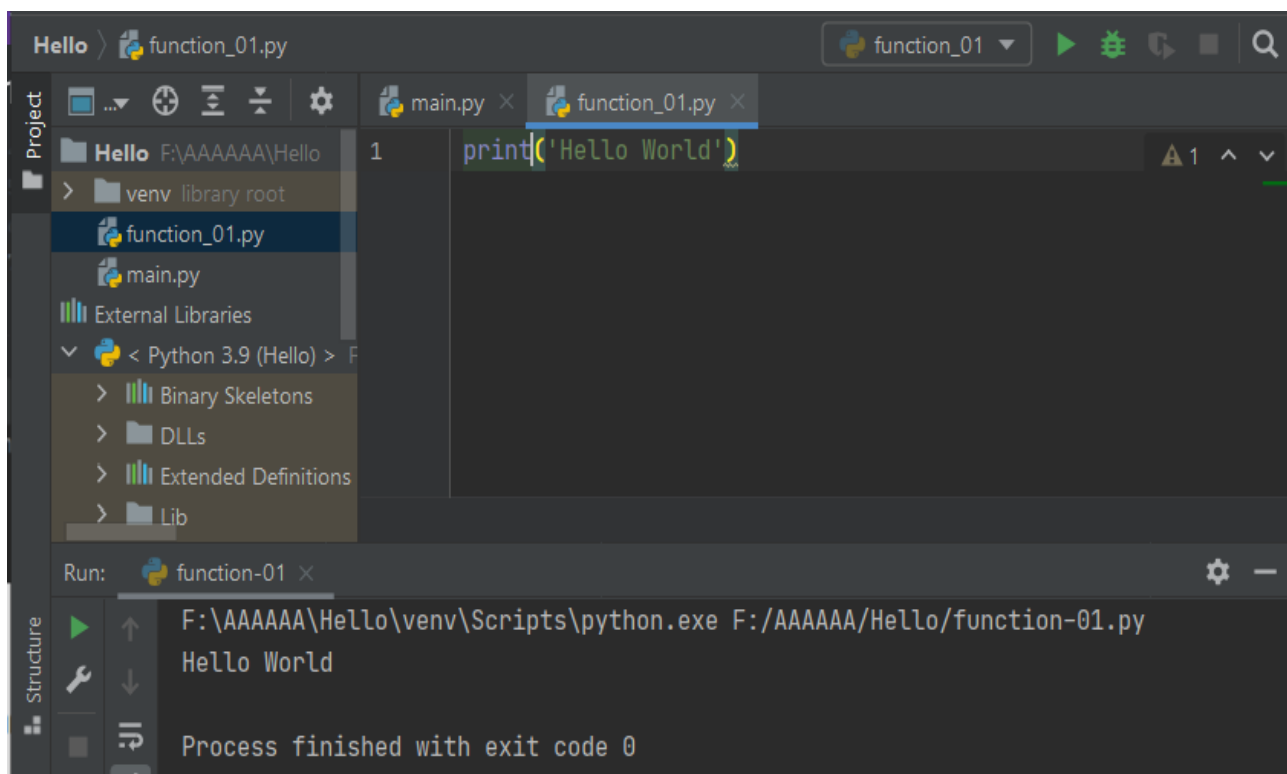 Hello function_01.py function_01
Project
... main.py function_01.py
Hello F:\AAAAAA\Hello
1 print('Hello World') 1
venv library root
function_01.py
main.py
External Libraries
< Python 3.9 (Hello) >
Binary Skeletons
DLLs
Extended Definitions
Lib
Run: function-01
F:\AAAAAA\Hello\venv\Scripts\python.exe F:/AAAAAA/Hello/function-01.py
Hello World
Structure
Process finished with exit code 0